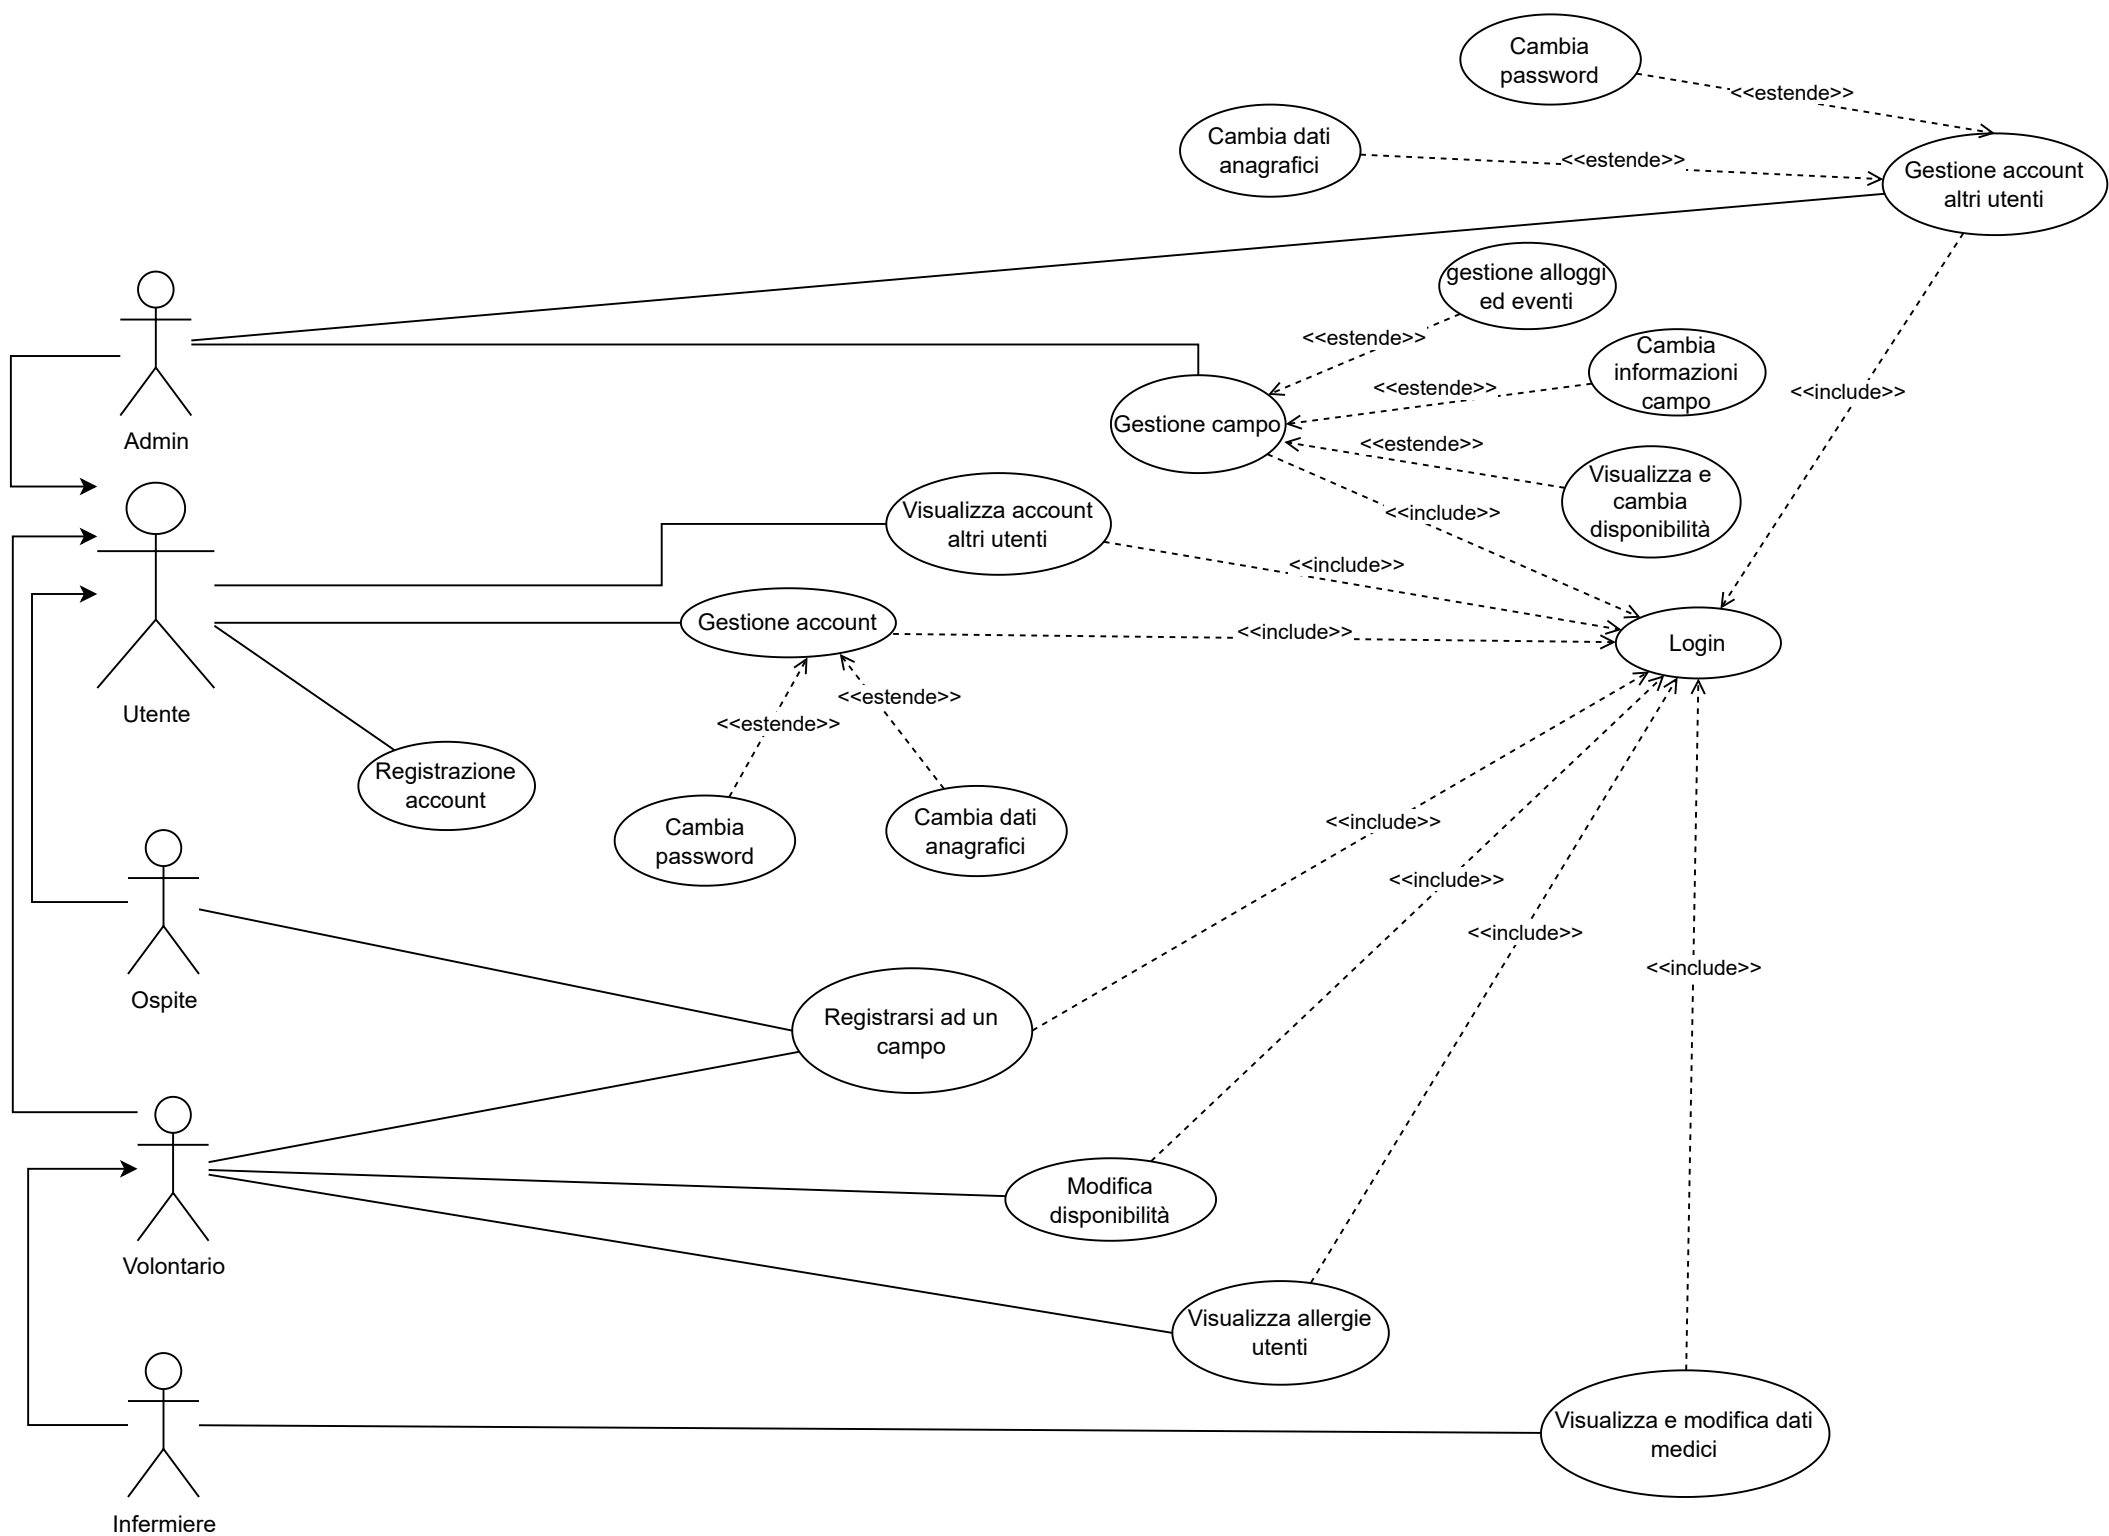 Cambia
password
<<estende>>
Cambia dati
anagrafici
<<estende>>
Gestione account
altri utenti
gestione alloggi
ed eventi
<<estende>>
Cambia
informazioni
campo
<<estende>>
<<include>>
Admin
Gestione campo
<<estende>>
Visualizza e
cambia
disponibilità
Visualizza account
altri utenti
<<include>>
<<include>>
Gestione account
<<include>>
Login
Utente
<<estende>>
<<estende>>
Registrazione
account
Cambia
password
Cambia dati
anagrafici
<<include>>
<<include>>
<<include>>
<<include>>
Ospite
Registrarsi ad un
campo
Modifica
disponibilità
Volontario
Visualizza allergie
utenti
Visualizza e modifica dati
medici
Infermiere